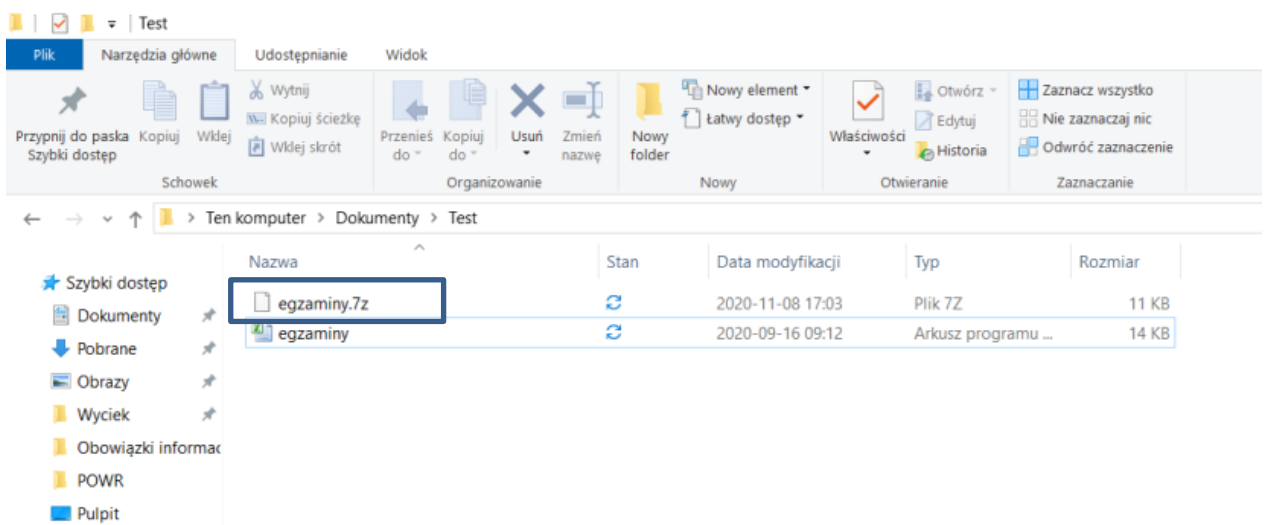 Test
Plik Narzędzia główne Udostępnianie Widok
Przypnij do paska Szybki dostęp
Kopiuj
Wklej
Wytnij
Kopiuj ścieżkę
Wklej skrót
Schowek
Przenieś do
Kopiuj do
Usuń
Zmień nazwę
Organizowanie
Nowy folder
Nowy element
Łatwy dostęp
Nowy
Właściwości
Otwórz
Edytuj
Historia
Otwieranie
Zaznacz wszystko
Nie zaznaczaj nic
Odwróć zaznaczenie
Zaznaczanie
Ten komputer > Dokumenty > Test
Nazwa Stan Data modyfikacji Typ Rozmiar
egzaminy.7z 2020-11-08 17:03 Plik 7Z 11 KB
egzaminy 2020-09-16 09:12 Arkusz programu ... 14 KB
Szybki dostęp
Dokumenty
Pobrane
Obrazy
Wyciek
Obowiązki informac
POWR
Pulpit